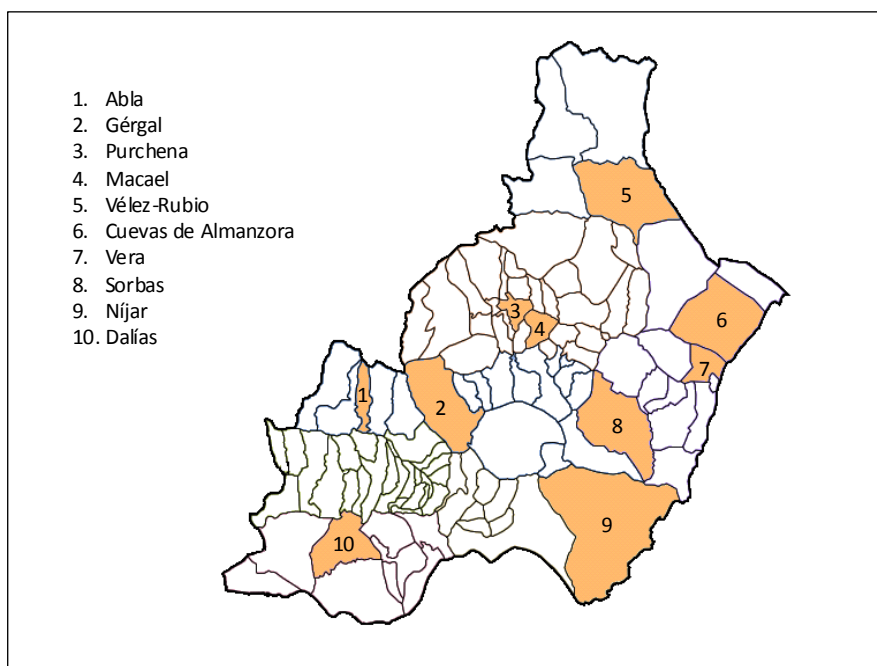 1. Abla
2. Gérgal
3. Purchena
4. Macael
5. Vélez-Rubio
6. Cuevas de Almanzora
7. Vera
8. Sorbas
9. Níjar
10. Dalías
5
6
3
4
7
1
2
8
9
10